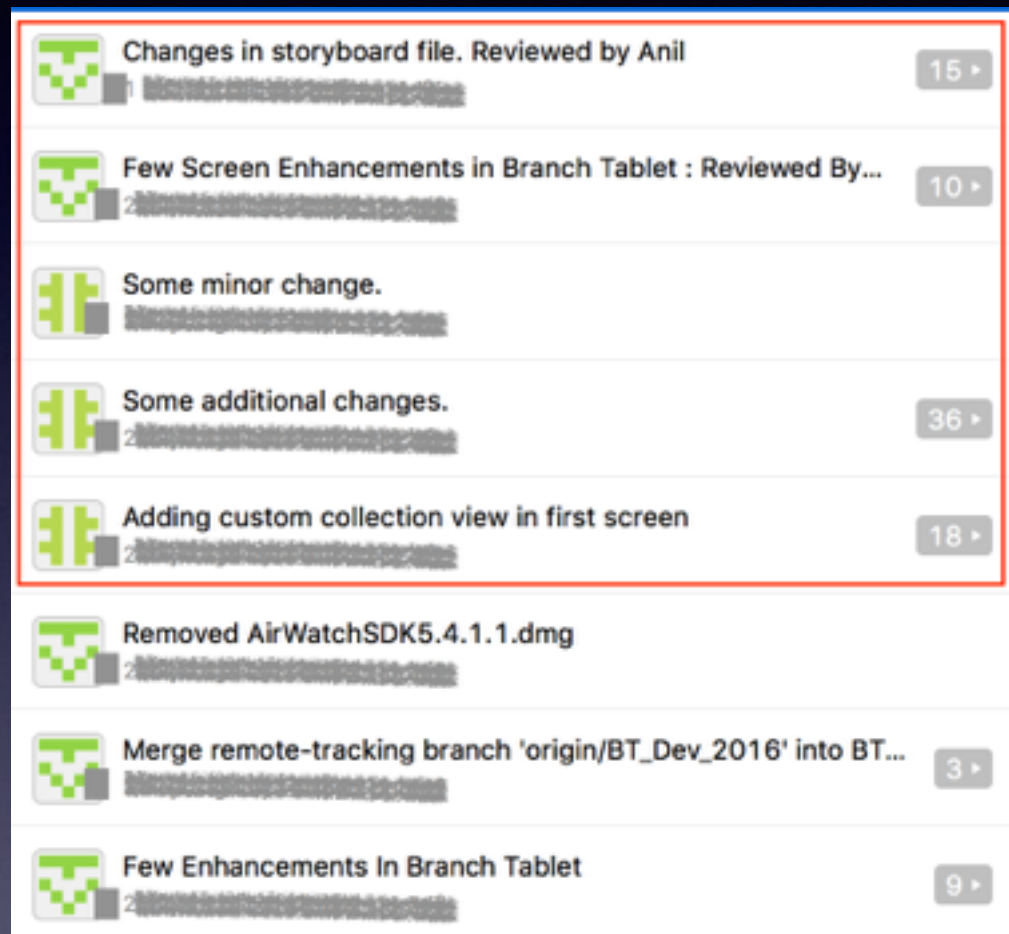 Changes in storyboard file. Reviewed by Anil
15
Few Screen Enhancements in Branch Tablet : Reviewed By...
10
Some minor change.
Some additional changes.
36
Adding custom collection view in first screen
18
Removed AirWatchSDK5.4.1.1.dmg
Merge remote-tracking branch 'origin/BT_Dev_2016' into BT...
3
Few Enhancements In Branch Tablet
9